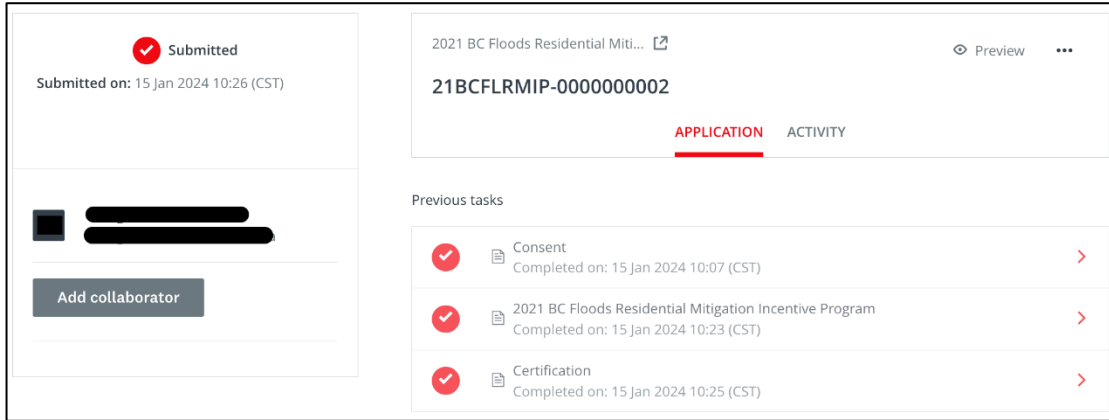 Submitted
Submitted on: 15 Jan 2024 10:26 (CST)
Add collaborator
2021 BC Floods Residential Miti...
Preview
21BCFLRMIP-0000000002
APPLICATION ACTIVITY
Previous tasks
Consent
Completed on: 15 Jan 2024 10:07 (CST)
2021 BC Floods Residential Mitigation Incentive Program
Completed on: 15 Jan 2024 10:23 (CST)
Certification
Completed on: 15 Jan 2024 10:25 (CST)